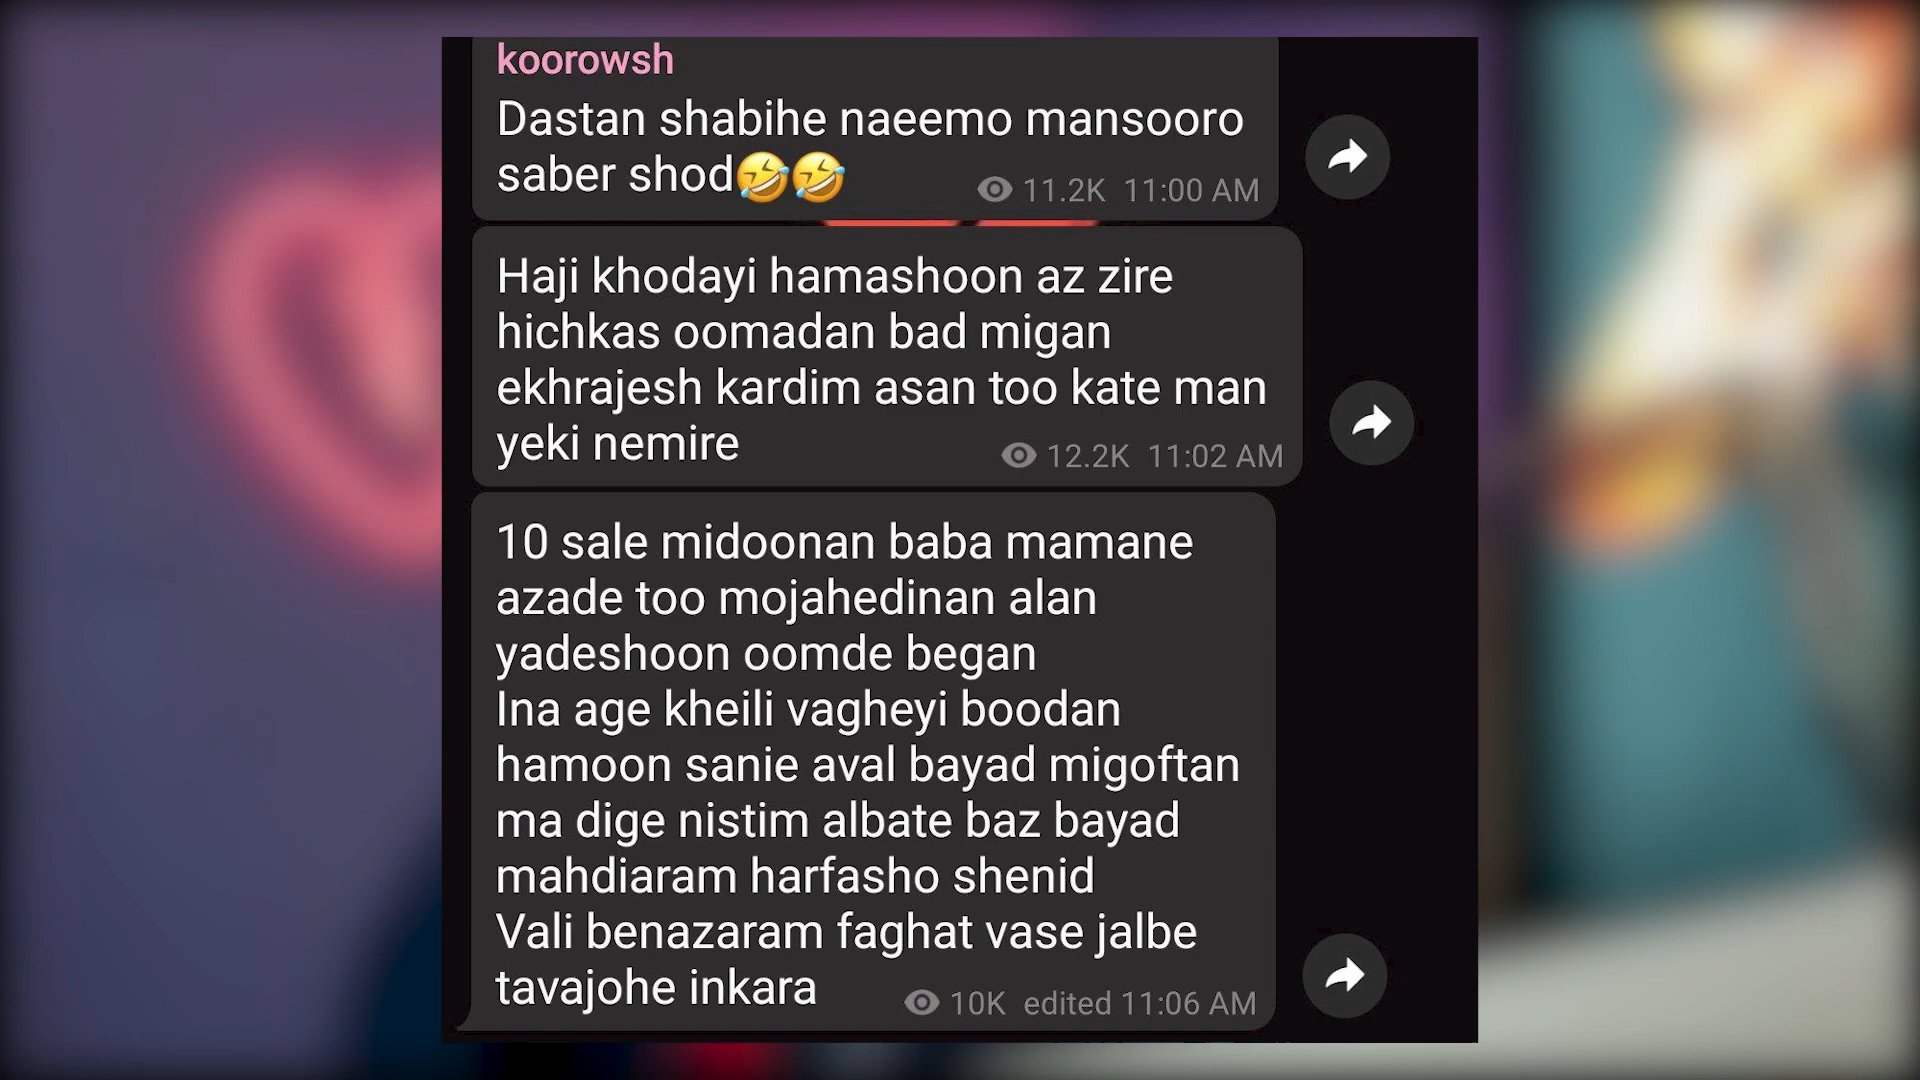 koorowsh
Dastan shabihe naeemo mansooro
saber shod🤣🤣
11.2K 11:00 AM
Haji khodayi hamashoon az zire
hichkas oomadan bad migan
ekhrajesh kardim asan too kate man
yeki nemire
12.2K 11:02 AM
10 sale midoonan baba mamane
azade too mojahedinan alan
yadeshoon oomde began
Ina age kheili vagheyi boodan
hamoon sanie aval bayad migoftan
ma dige nistim albate baz bayad
mahdiaram harfasho shenid
Vali benazaram faghat vase jalbe
tavajohe inkara
10K edited 11:06 AM